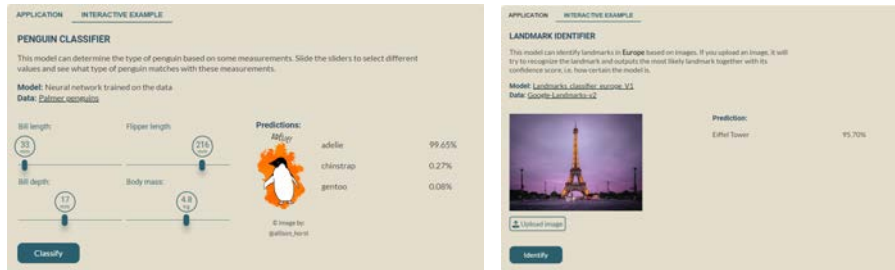 APPLICATION INTERACTIVE EXAMPLE
PENGUIN CLASSIFIER
This model can determine the type of penguin based on some measurements. Slide the sliders to select different
values and see what type of penguin matches with these measurements.
Model: Neural network trained on the data
Data: Palmer penguins
Bill length:
33
mm
Flipper length:
216
mm
Bill depth:
17
mm
Body mass:
4.8
kg
Predictions:
adelie 99.65%
chinstrap 0.27%
gentoo 0.08%
© Image by:
@allison_horst
Classify
APPLICATION INTERACTIVE EXAMPLE
LANDMARK IDENTIFIER
This model can identify landmarks in Europe based on images. If you upload an image, it will
try to recognize the landmark and outputs the most likely landmark together with its
confidence score, i.e. how certain the model is.
Model: Landmarks classifier europe V1
Data: Google-Landmarks-v2
Prediction:
Eiffel Tower 95.70%
Upload image
Identify